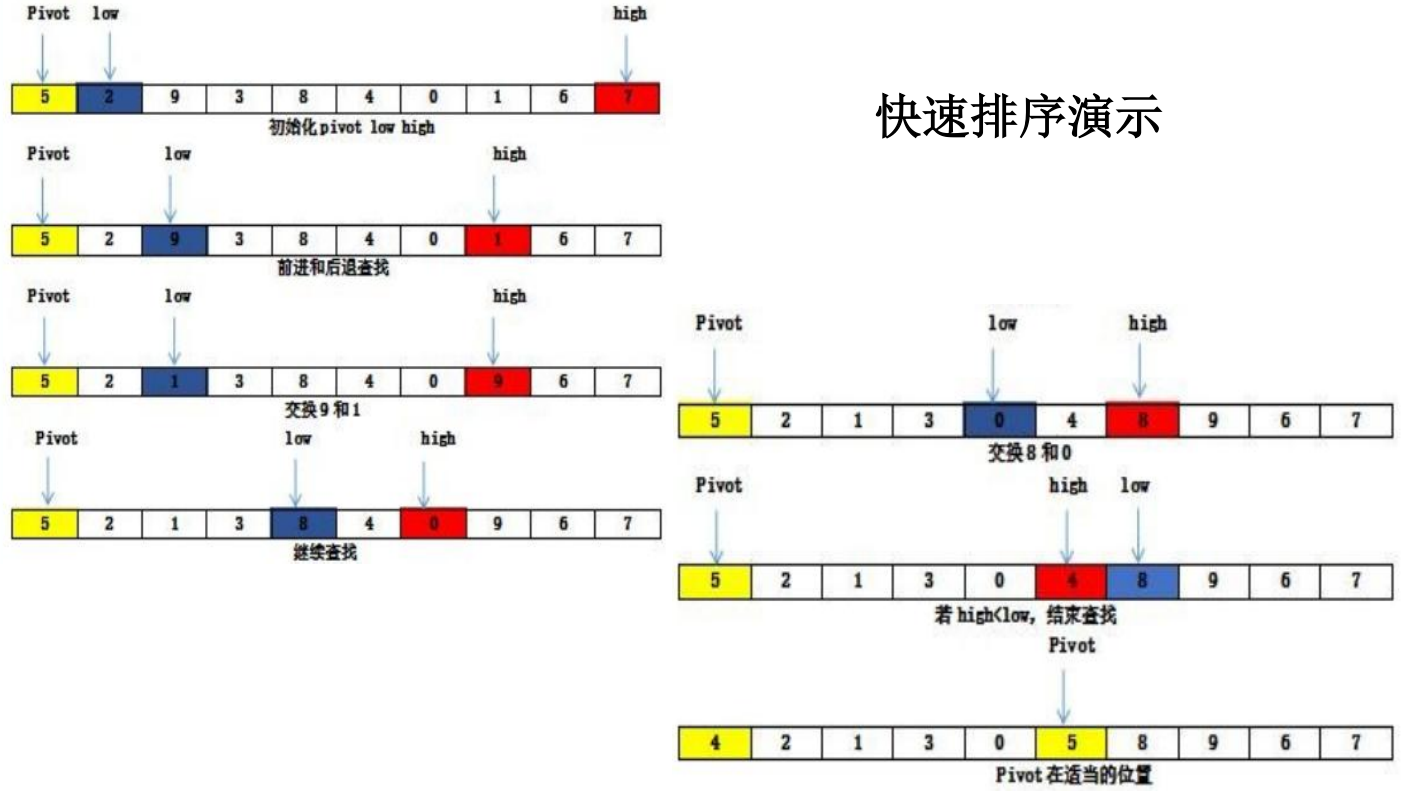 Pivot low high
5 2 9 3 8 4 0 1 6 7
初始化pivot low high
Pivot low high
5 2 9 3 8 4 0 1 6 7
前进和后退查找
Pivot low high
5 2 1 3 8 4 0 9 6 7
交换9和1
Pivot low high
5 2 1 3 8 4 0 9 6 7
继续查找
快速排序演示
Pivot low high
5 2 1 3 0 4 8 9 6 7
交换8和0
Pivot high low
5 2 1 3 0 4 8 9 6 7
若high<low，结束查找
Pivot
4 2 1 3 0 5 8 9 6 7
Pivot在适当的位置